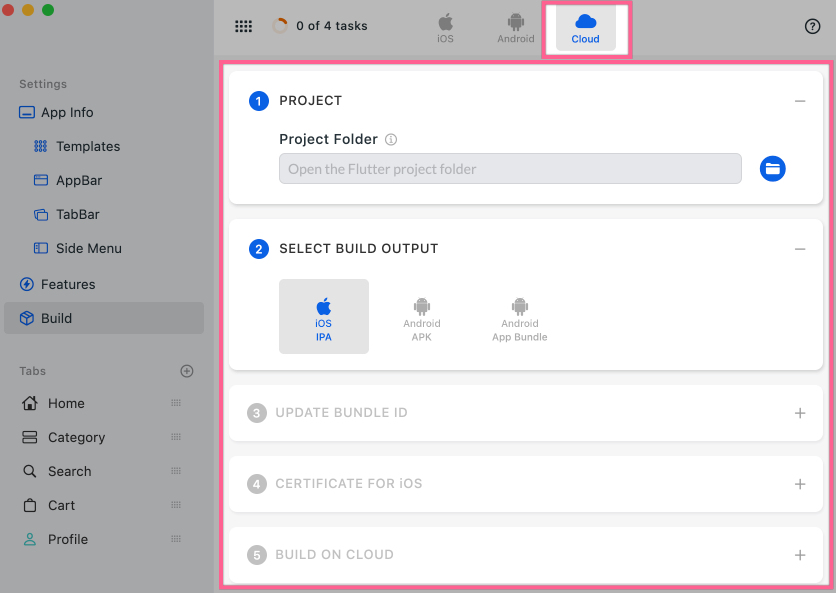 0 of 4 tasks
iOS
Android
Cloud
Settings
App Info
Templates
AppBar
TabBar
Side Menu
Features
Build
Tabs
Home
Category
Search
Cart
Profile
1 PROJECT
Project Folder
Open the Flutter project folder
2 SELECT BUILD OUTPUT
iOS
IPA
Android
APK
Android
App Bundle
3 UPDATE BUNDLE ID
4 CERTIFICATE FOR iOS
5 BUILD ON CLOUD